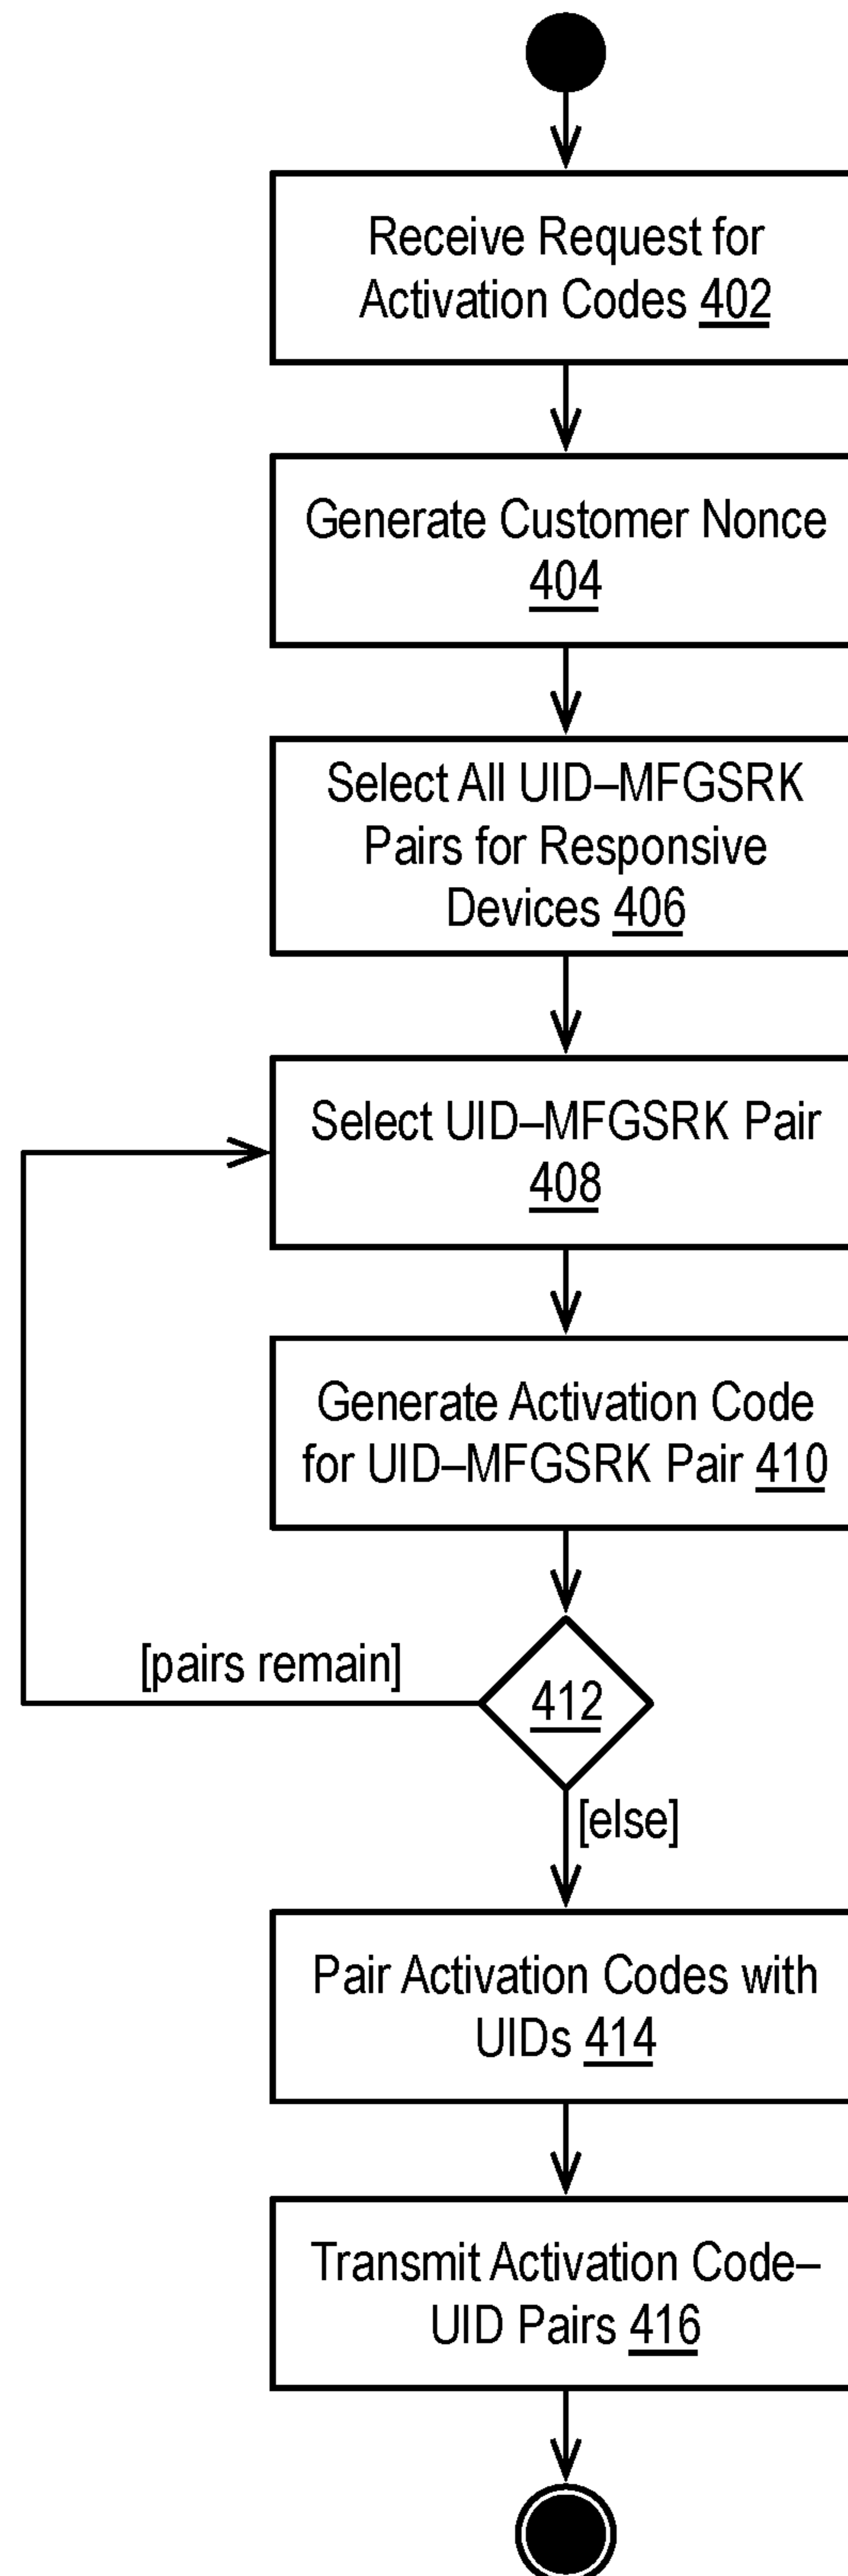 Receive Request for
Activation Codes 402
Generate Customer Nonce
404
Select All UID–MFGSRK
Pairs for Responsive
Devices 406
Select UID–MFGSRK Pair
408
Generate Activation Code
for UID–MFGSRK Pair 410
[pairs remain]
412
[else]
Pair Activation Codes with
UIDs 414
Transmit Activation Code–
UID Pairs 416